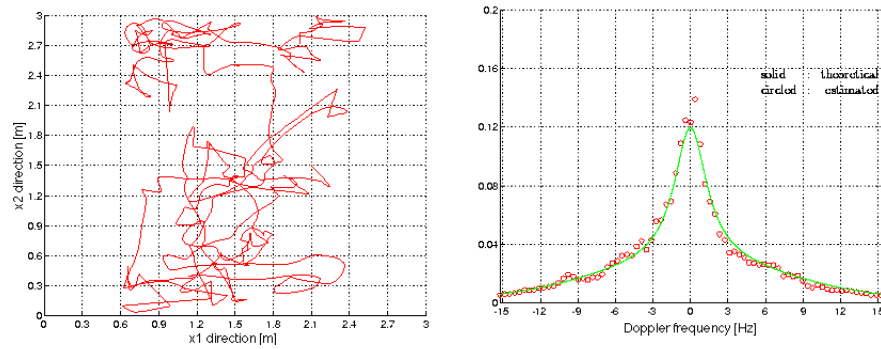 3
2.7
2.4
2.1
1.8
1.5
1.2
0.9
0.6
0.3
0
x2 direction [m]
0 0.3 0.6 0.9 1.2 1.5 1.8 2.1 2.4 2.7 3
x1 direction [m]
0.2
0.16
0.12
0.08
0.04
0
solid : theoretical
circled : estimated
-15 -12 -9 -6 -3 0 3 6 9 12 15
Doppler frequency [Hz]